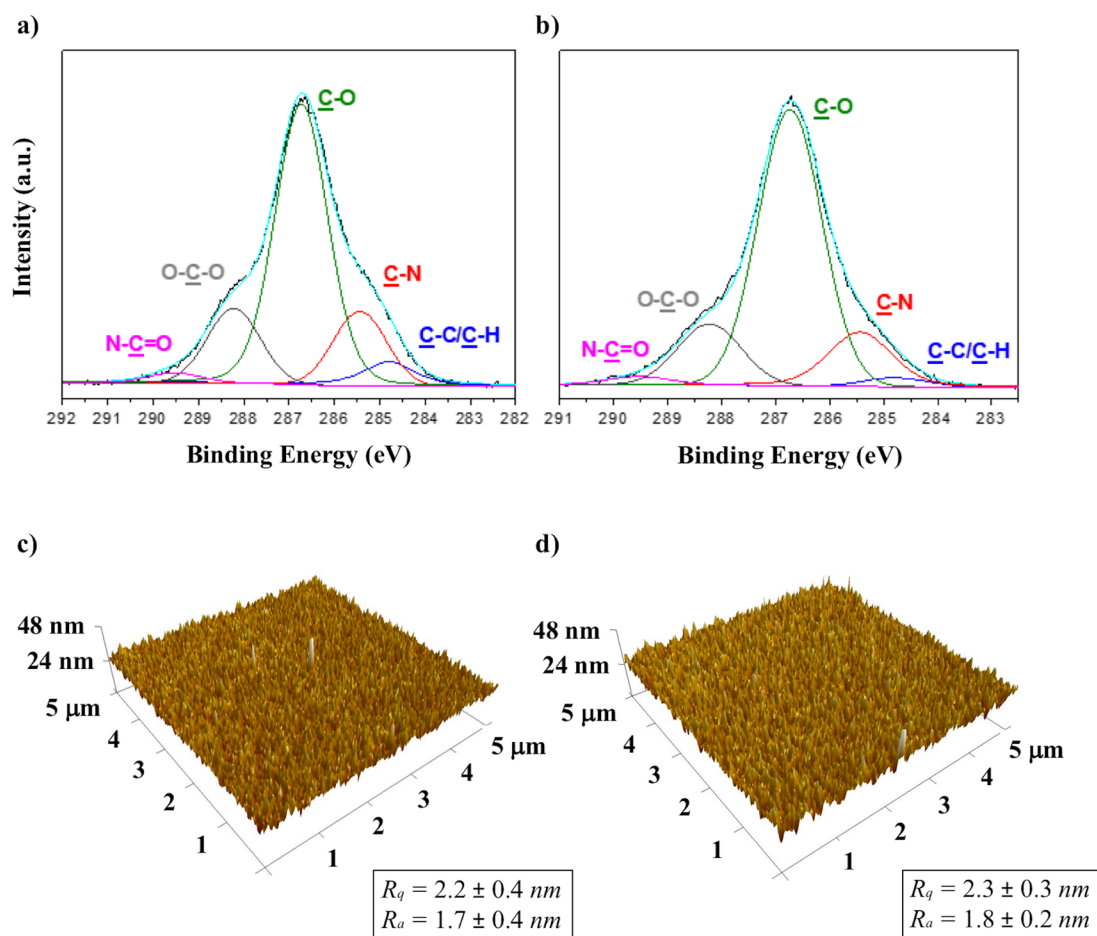 a)
b)
Intensity (a.u.)
C-O
O-C-O
C-N
N-C=O
C-C/C-H
292 291 290 289 288 287 286 285 284 283 282
Binding Energy (eV)
C-O
O-C-O
C-N
N-C=O
C-C/C-H
291 290 289 288 287 286 285 284 283
Binding Energy (eV)
c)
48 nm
24 nm
5 μm
4
3
2
1
1
2
3
4
5 μm
Rq = 2.2 ± 0.4 nm
Ra = 1.7 ± 0.4 nm
d)
48 nm
24 nm
5 μm
4
3
2
1
1
2
3
4
5 μm
Rq = 2.3 ± 0.3 nm
Ra = 1.8 ± 0.2 nm